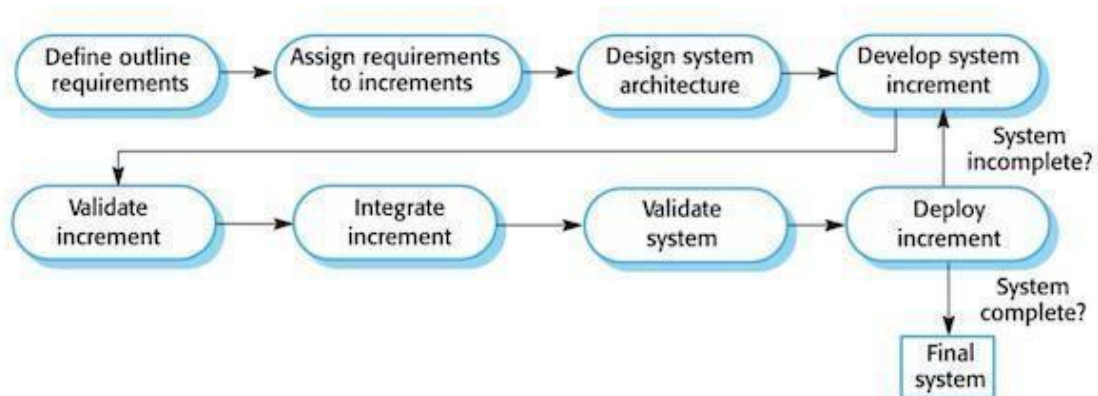 Define outline
requirements
Assign requirements
to increments
Design system
architecture
Develop system
increment
System
incomplete?
Validate
increment
Integrate
increment
Validate
system
Deploy
increment
System
complete?
Final
system